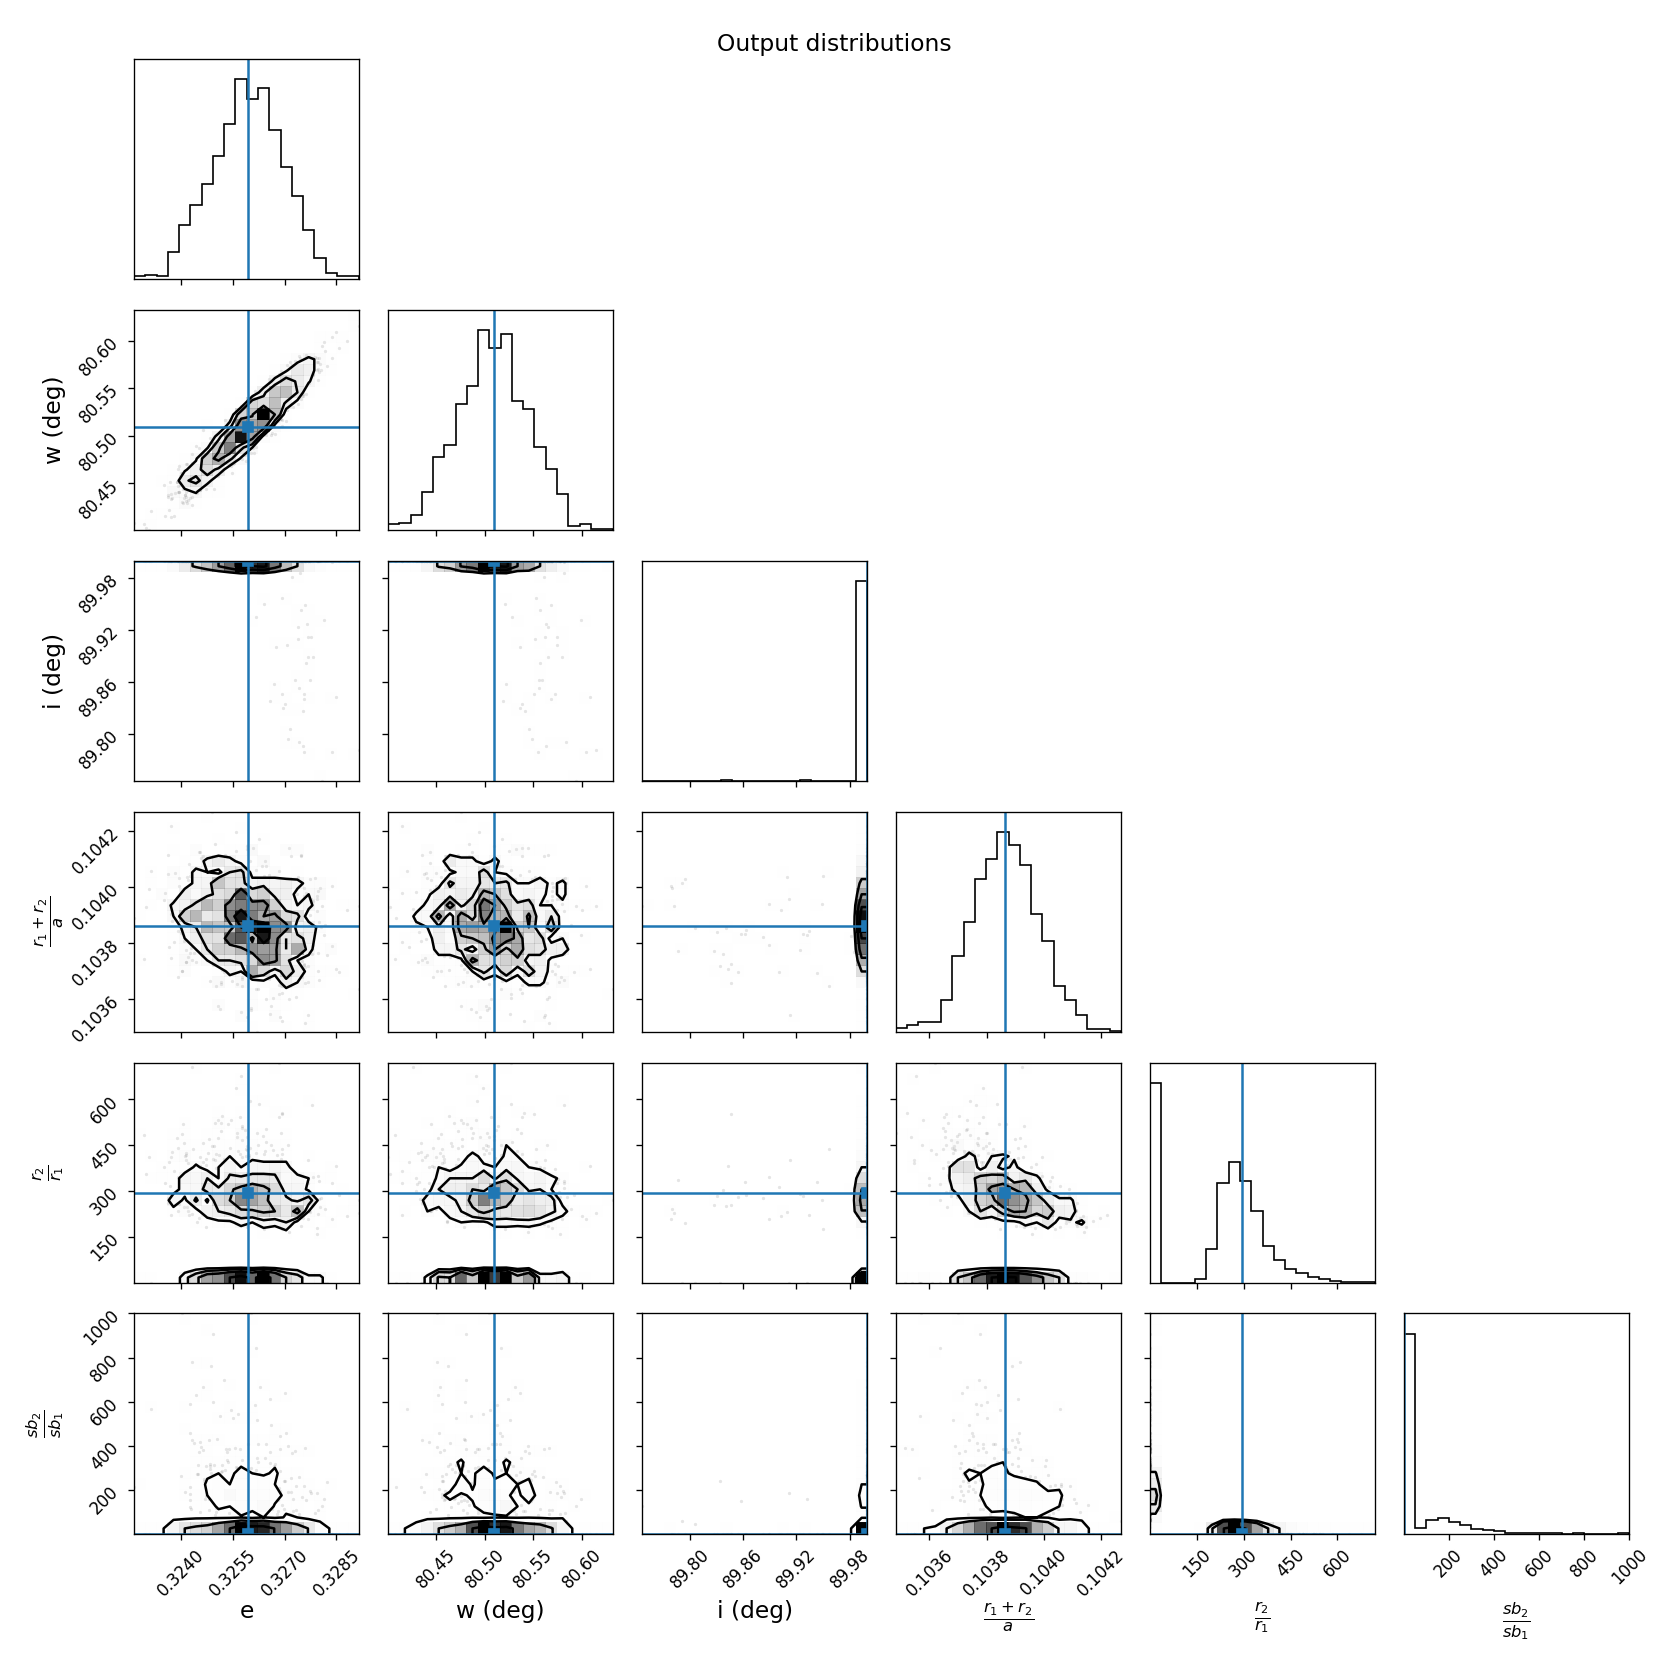 Output distributions
80.60
80.55
80.50
80.45
w (deg)
89.98
89.92
89.86
89.80
i (deg)
0.1042
0.1040
0.1038
0.1036
r1 + r2
a
600
450
300
150
r2
r1
1000
800
600
400
200
sb2
sb1
0.3240 0.3255 0.3270 0.3285
80.45 80.50 80.55 80.60
89.80 89.86 89.92 89.98
0.1036 0.1038 0.1040 0.1042
150 300 450 600
200 400 600 800 1000
e
w (deg)
i (deg)
r1 + r2
a
r2
r1
sb2
sb1